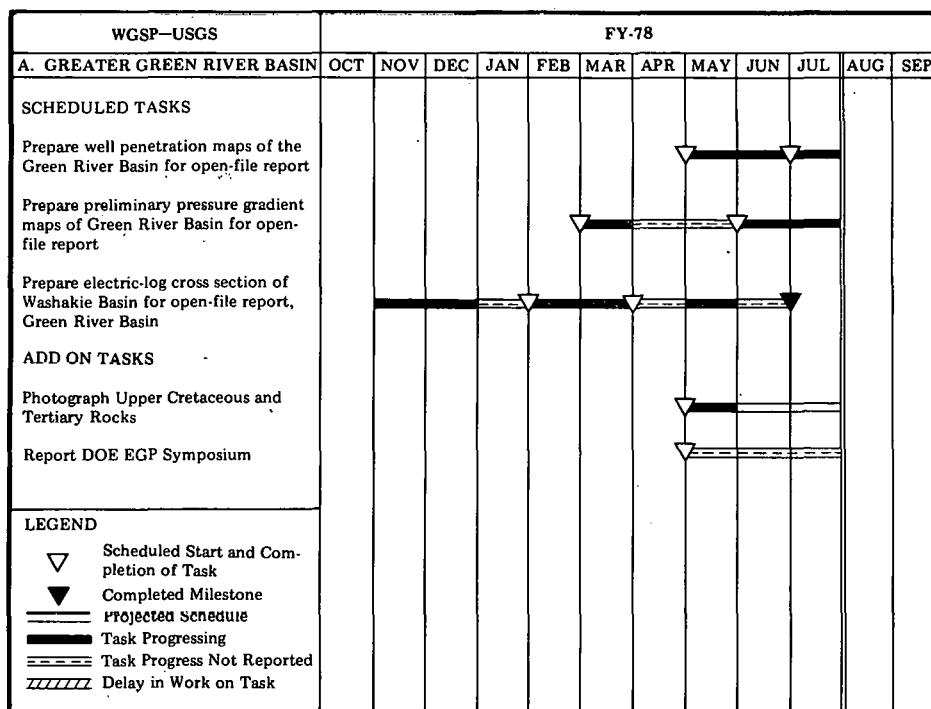 WGSP—USGS
FY-78
A. GREATER GREEN RIVER BASIN OCT NOV DEC JAN FEB MAR APR MAY JUN JUL AUG SEP
SCHEDULED TASKS
Prepare well penetration maps of the
Green River Basin for open-file report
Prepare preliminary pressure gradient
maps of Green River Basin for open-
file report
Prepare electric-log cross section of
Washakie Basin for open-file report,
Green River Basin
ADD ON TASKS
Photograph Upper Cretaceous and
Tertiary Rocks
Report DOE EGP Symposium
LEGEND
Scheduled Start and Com-
pletion of Task
Completed Milestone
Projected Schedule
Task Progressing
Task Progress Not Reported
Delay in Work on Task